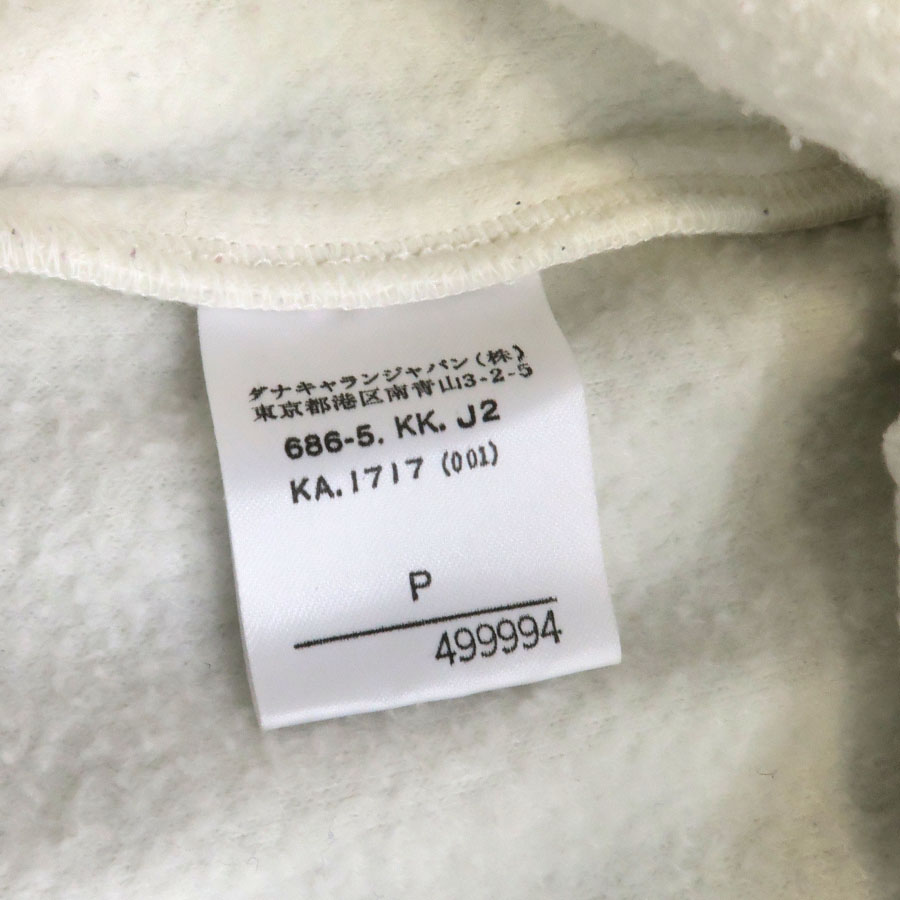 ダナキャランジャパン(株)
東京都港区南青山3-2-5
686-5. KK. J2
KA.1717 (001)
P
499994